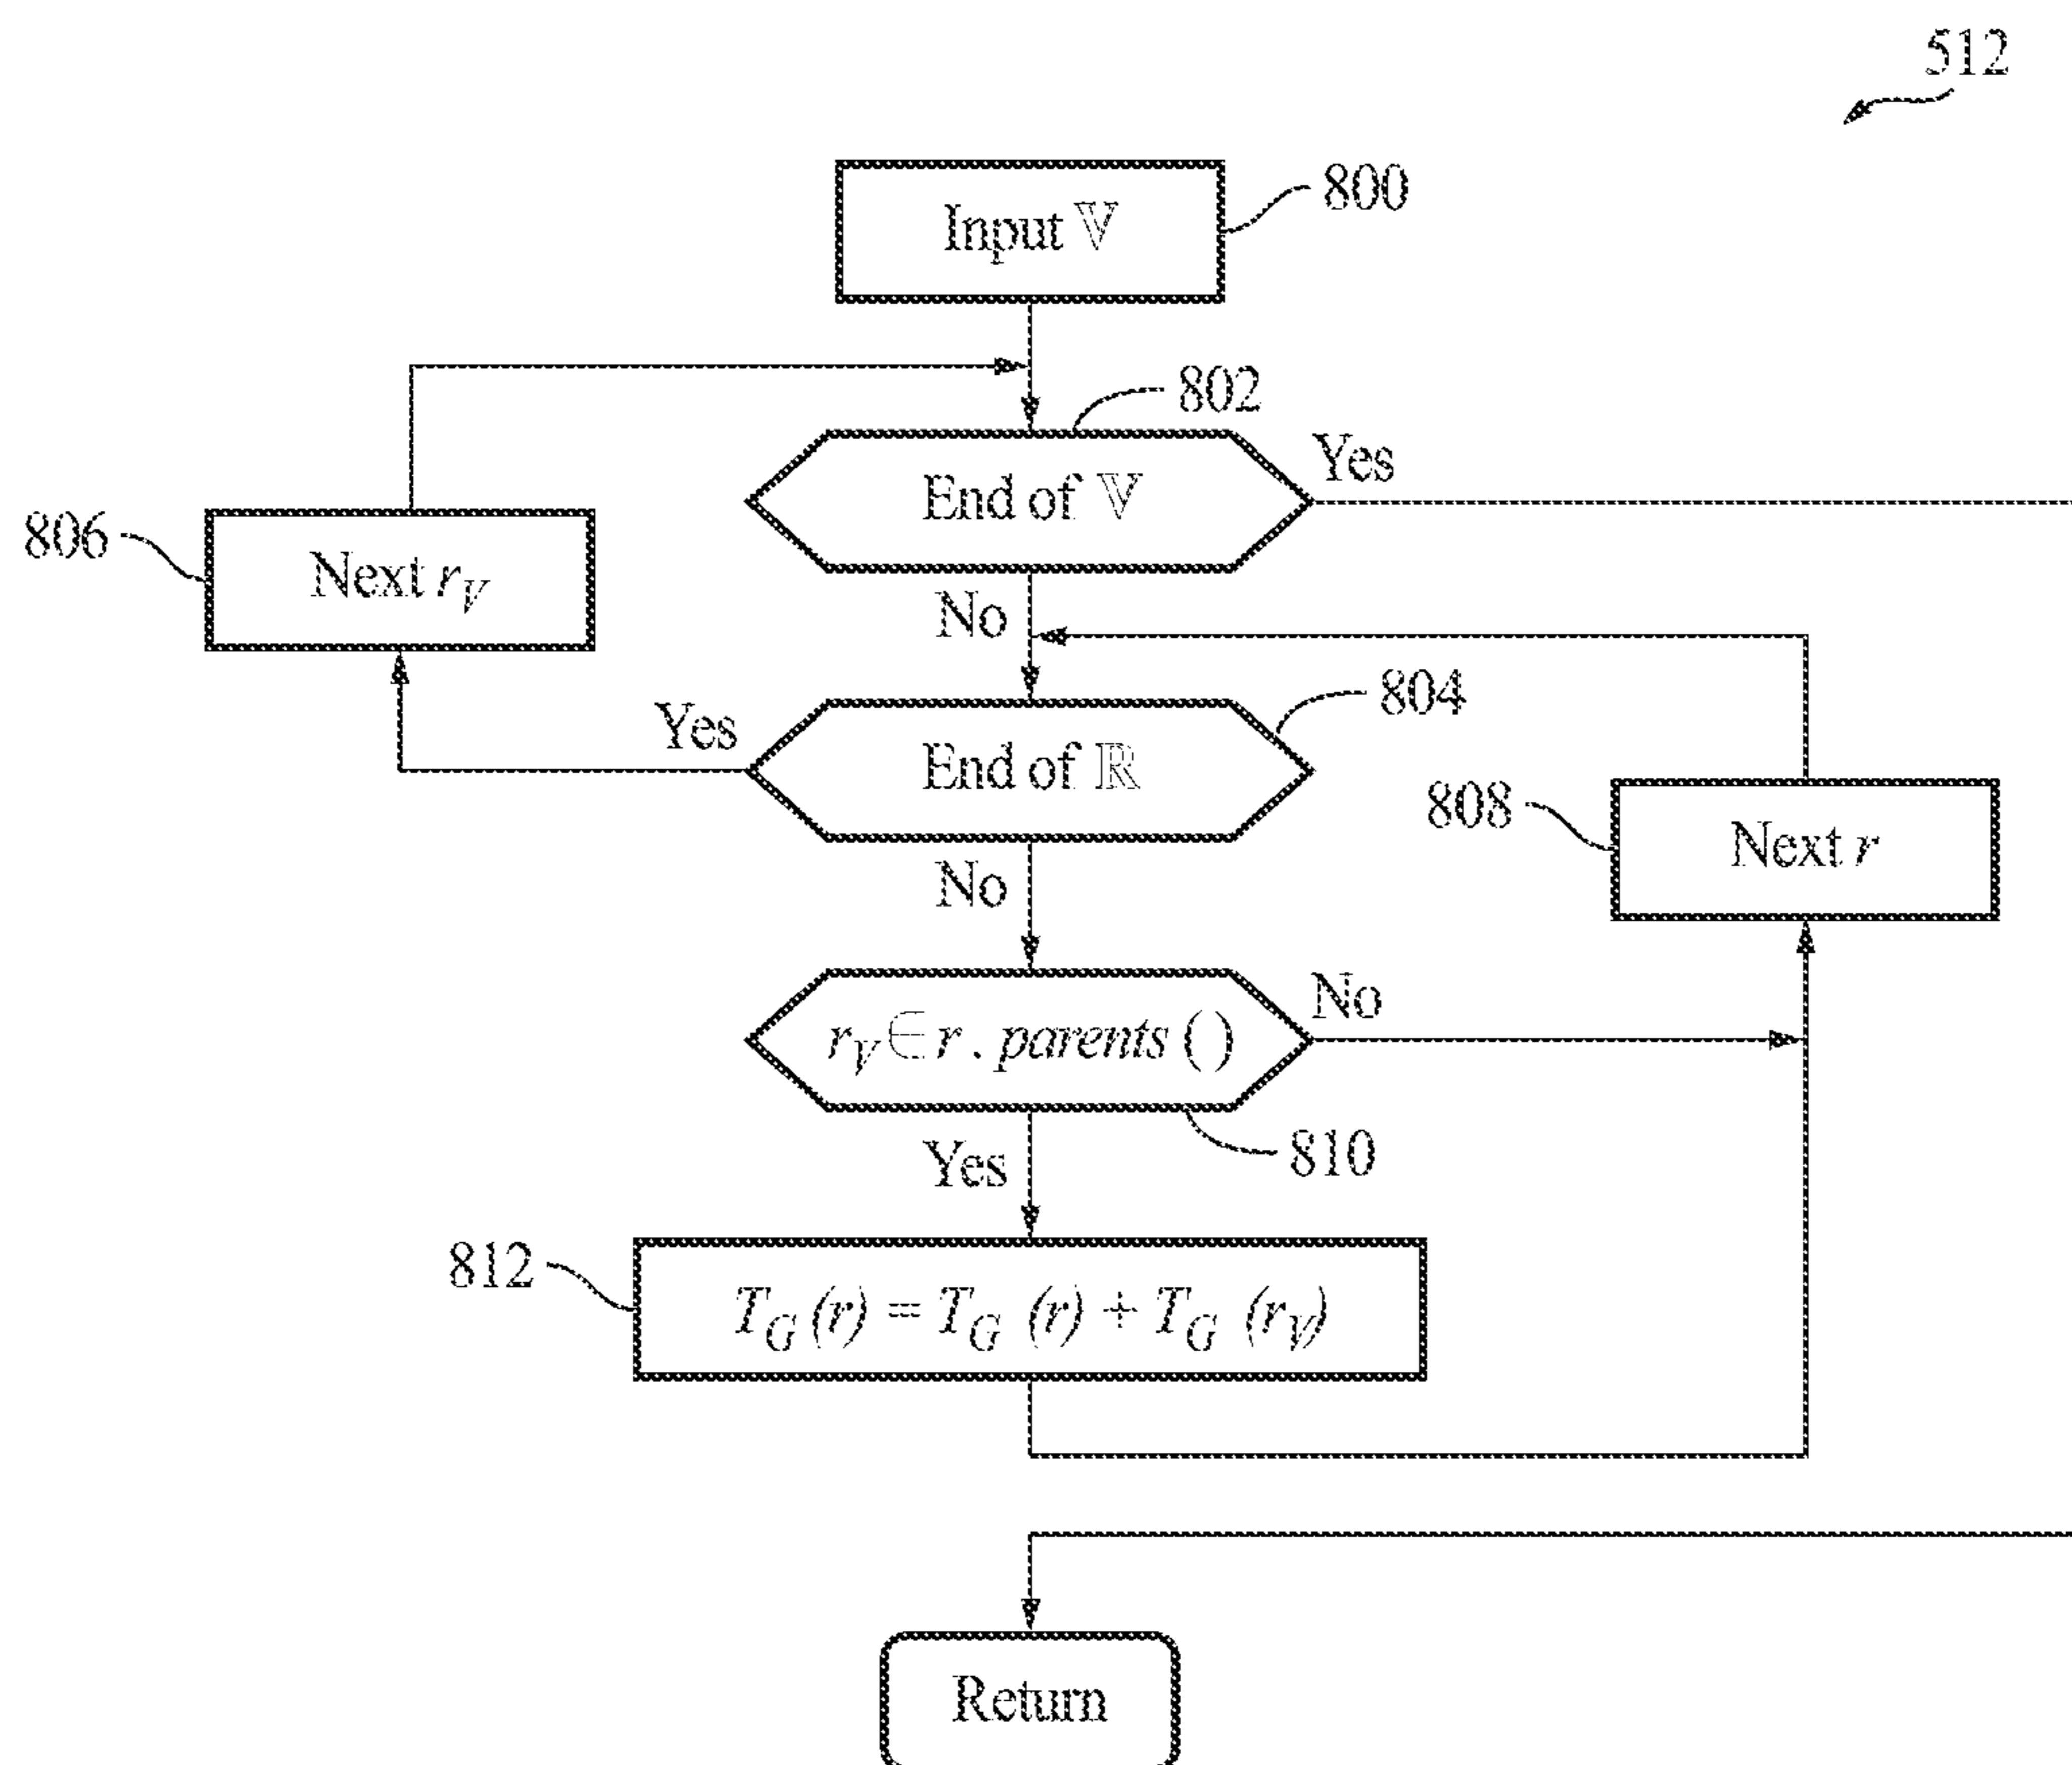 512
Input 𝕍
800
802
End of 𝕍
Yes
806
Next r_V
No
804
Yes
End of ℝ
808
Next r
No
r_V ∈ r . parents ( )
No
810
Yes
812
T_G (r) = T_G (r) + T_G (r_V)
Return